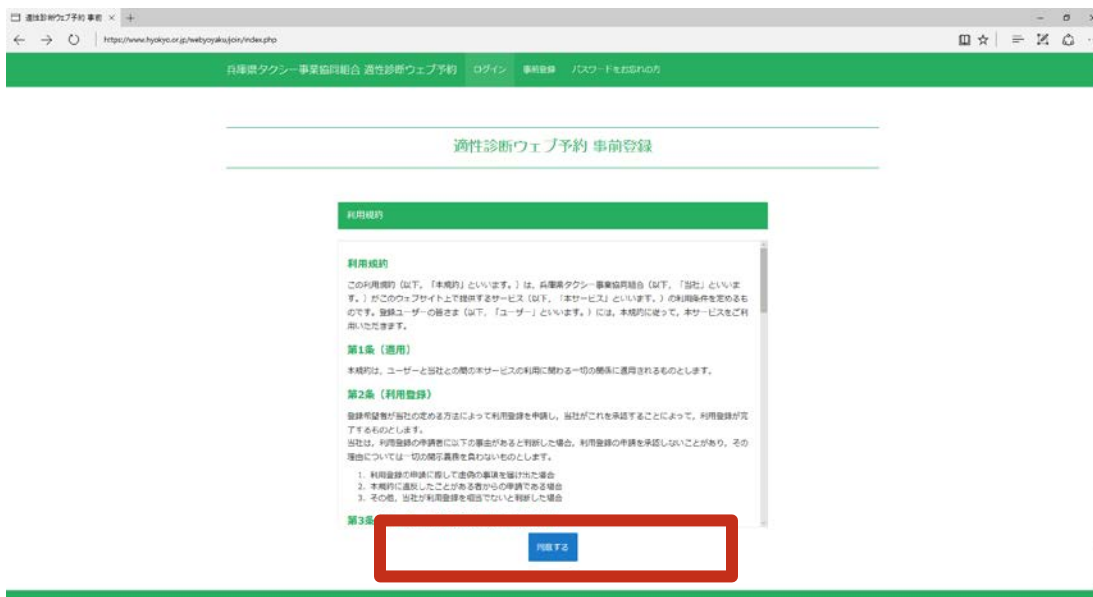 適性診断ウェブ予約 事前 × +
https://www.hyokyo.or.jp/webyoyaku/join/index.php
兵庫県タクシー事業協同組合 適性診断ウェブ予約 ログイン 事前登録 パスワードをお忘れの方
適性診断ウェブ予約 事前登録
利用規約
利用規約
この利用規約（以下，「本規約」といいます。）は，兵庫県タクシー事業協同組合（以下，「当社」といいま
す。）がこのウェブサイト上で提供するサービス（以下，「本サービス」といいます。）の利用条件を定めるも
のです。登録ユーザーの皆さま（以下，「ユーザー」といいます。）には，本規約に従って，本サービスをご利
用いただきます。
第1条（適用）
本規約は，ユーザーと当社との間の本サービスの利用に関わる一切の関係に適用されるものとします。
第2条（利用登録）
登録希望者が当社の定める方法によって利用登録を申請し，当社がこれを承認することによって，利用登録が完
了するものとします。
当社は，利用登録の申請者に以下の事由があると判断した場合，利用登録の申請を承認しないことがあり，その
理由については一切の開示義務を負わないものとします。
1. 利用登録の申請に際して虚偽の事項を届け出た場合
2. 本規約に違反したことがある者からの申請である場合
3. その他，当社が利用登録を相当でないと判断した場合
第3条
同意する